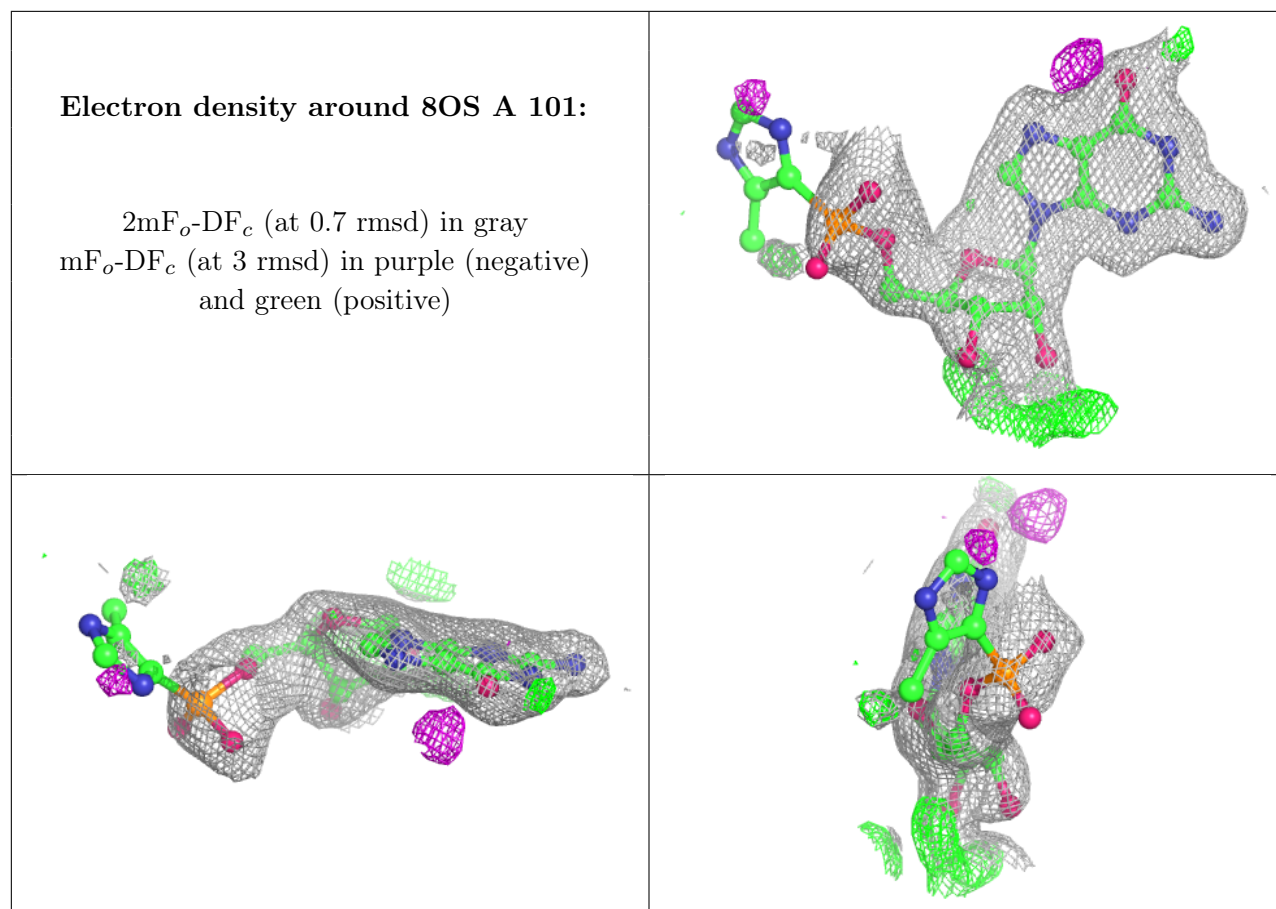 Electron density around 8OS A 101:
2mFo-DFc (at 0.7 rmsd) in gray
mFo-DFc (at 3 rmsd) in purple (negative)
and green (positive)